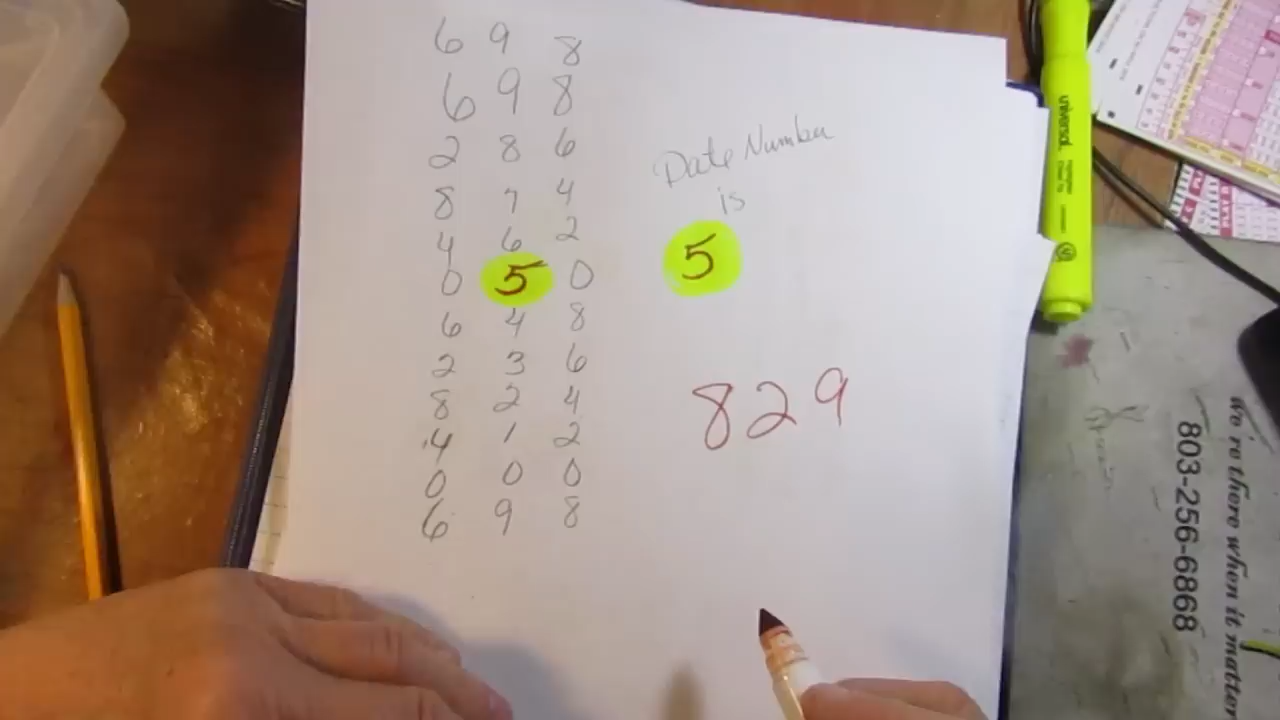 6 9 8
6 9 8
2 8 6
8 7 4
4 6 2
0 5 0
6 4 8
2 3 6
8 2 4
4 1 2
0 0 0
6 9 8
Date Number
is
5
829
universal
we're there when it matter
803-256-6868